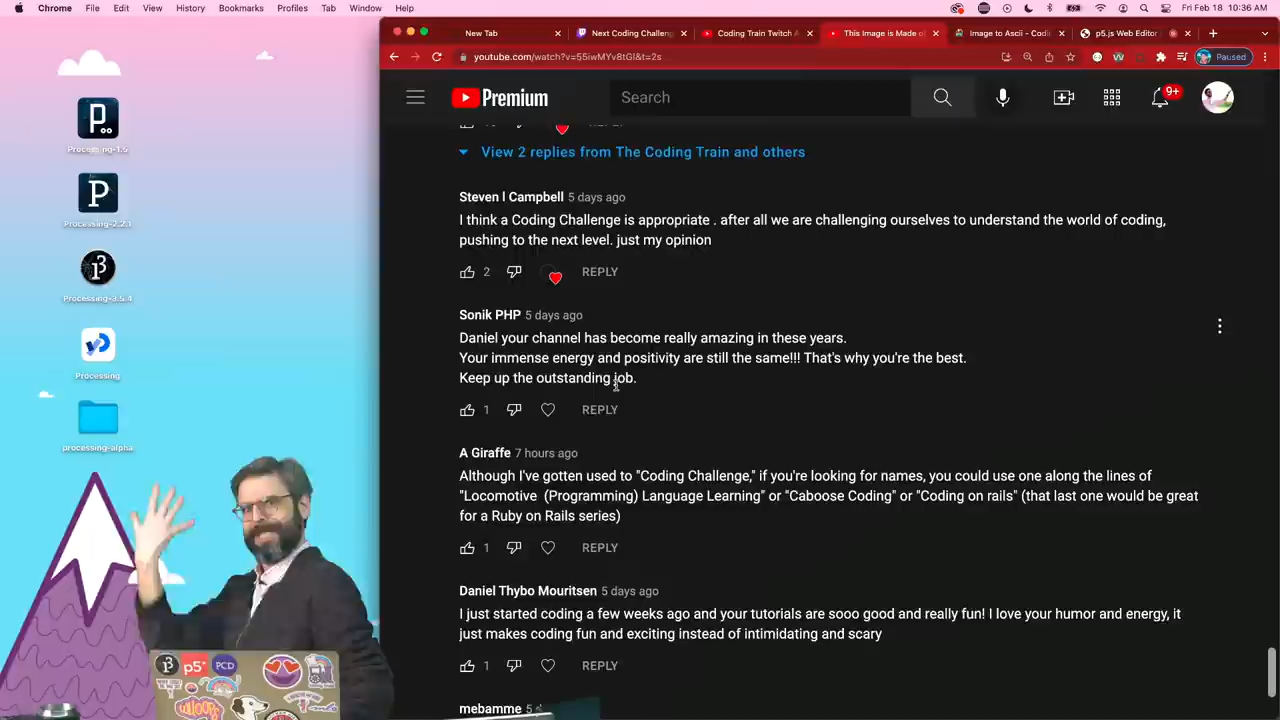 Chrome File Edit View History Bookmarks Profiles Tab Window Help
Fri Feb 18 10:36 AM
New Tab
Next Coding Challeng
Coding Train Twitch A
This Image is Made of
Image to Ascii - Codi
p5.js Web Editor
youtube.com/watch?v=55iwMYv8tGI&t=2s
Paused
Premium
Search
9+
REPLY
View 2 replies from The Coding Train and others
Steven l Campbell 5 days ago
I think a Coding Challenge is appropriate . after all we are challenging ourselves to understand the world of coding,
pushing to the next level. just my opinion
2 REPLY
Sonik PHP 5 days ago
Daniel your channel has become really amazing in these years.
Your immense energy and positivity are still the same!!! That's why you're the best.
Keep up the outstanding job.
1 REPLY
A Giraffe 7 hours ago
Although I've gotten used to "Coding Challenge," if you're looking for names, you could use one along the lines of
"Locomotive (Programming) Language Learning" or "Caboose Coding" or "Coding on rails" (that last one would be great
for a Ruby on Rails series)
1 REPLY
Daniel Thybo Mouritsen 5 days ago
I just started coding a few weeks ago and your tutorials are sooo good and really fun! I love your humor and energy, it
just makes coding fun and exciting instead of intimidating and scary
1 REPLY
mebamme 5
Processing-1.5
Processing-2.2.1
Processing-3.5.4
Processing
processing-alpha
p5*
PCD
WHOOPS